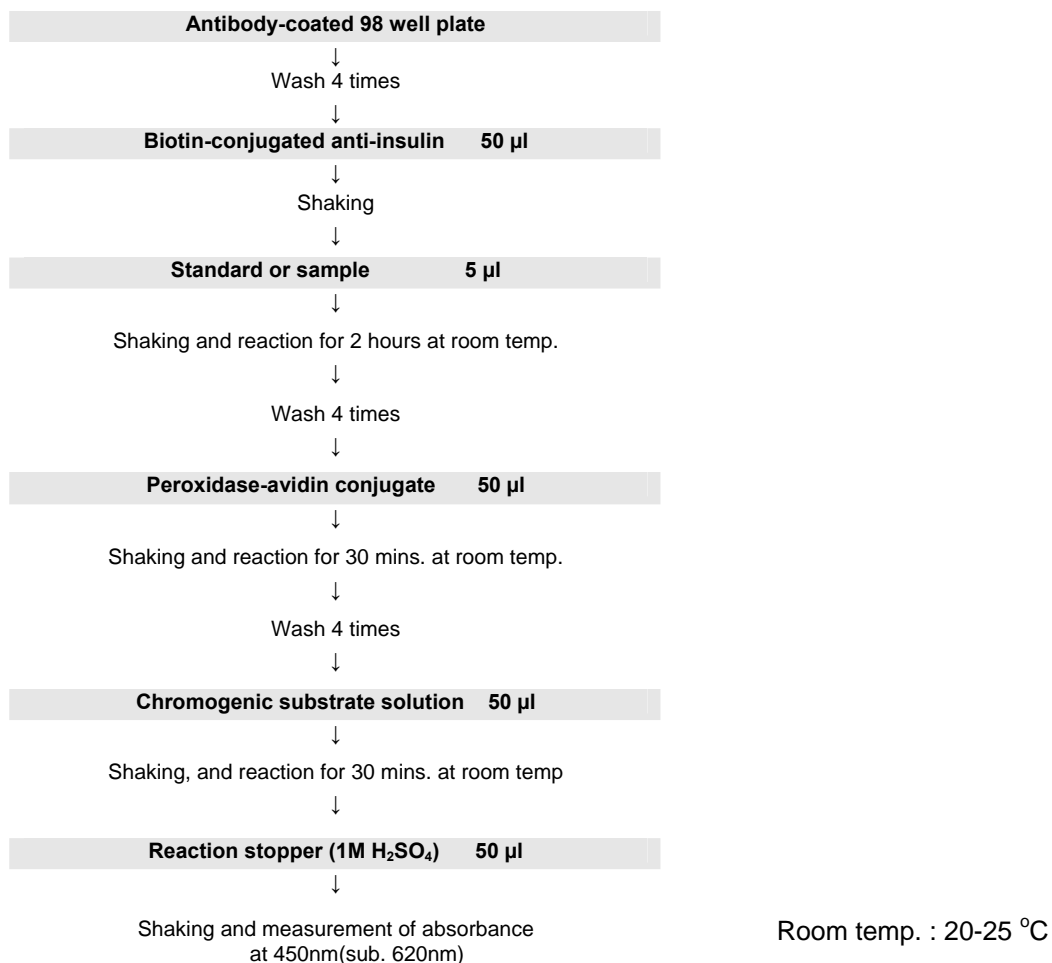 Antibody-coated 98 well plate
↓
Wash 4 times
↓
Biotin-conjugated anti-insulin 50 µl
↓
Shaking
↓
Standard or sample 5 µl
↓
Shaking and reaction for 2 hours at room temp.
↓
Wash 4 times
↓
Peroxidase-avidin conjugate 50 µl
↓
Shaking and reaction for 30 mins. at room temp.
↓
Wash 4 times
↓
Chromogenic substrate solution 50 µl
↓
Shaking, and reaction for 30 mins. at room temp
↓
Reaction stopper (1M H₂SO₄) 50 µl
↓
Shaking and measurement of absorbance
at 450nm(sub. 620nm)
Room temp. : 20-25 °C